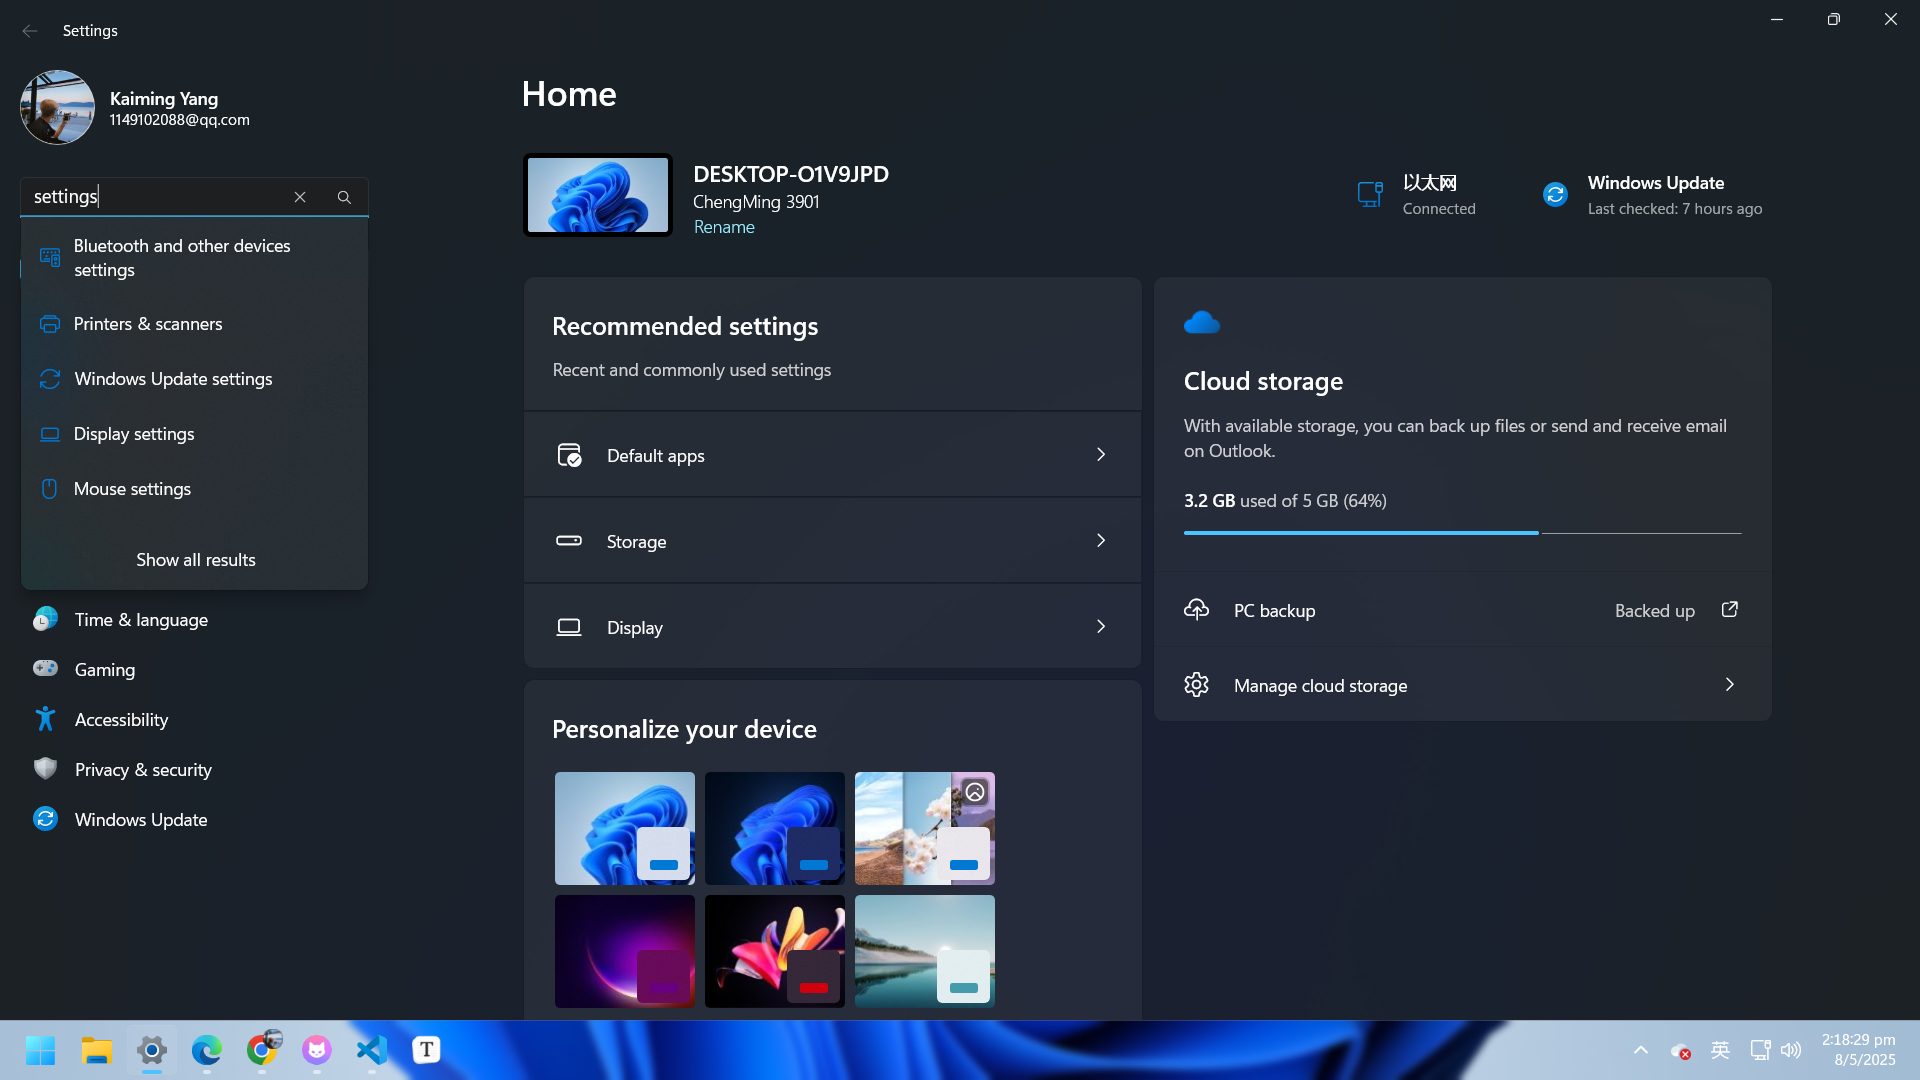 Settings
Kaiming Yang
1149102088@qq.com
settings
Bluetooth and other devices
settings
Printers & scanners
Windows Update settings
Display settings
Mouse settings
Show all results
Time & language
Gaming
Accessibility
Privacy & security
Windows Update
Home
DESKTOP-O1V9JPD
ChengMing 3901
Rename
以太网
Connected
Windows Update
Last checked: 7 hours ago
Recommended settings
Recent and commonly used settings
Default apps
Storage
Display
Personalize your device
Cloud storage
With available storage, you can back up files or send and receive email
on Outlook.
3.2 GB used of 5 GB (64%)
PC backup
Backed up
Manage cloud storage
T
英
2:18:29 pm
8/5/2025